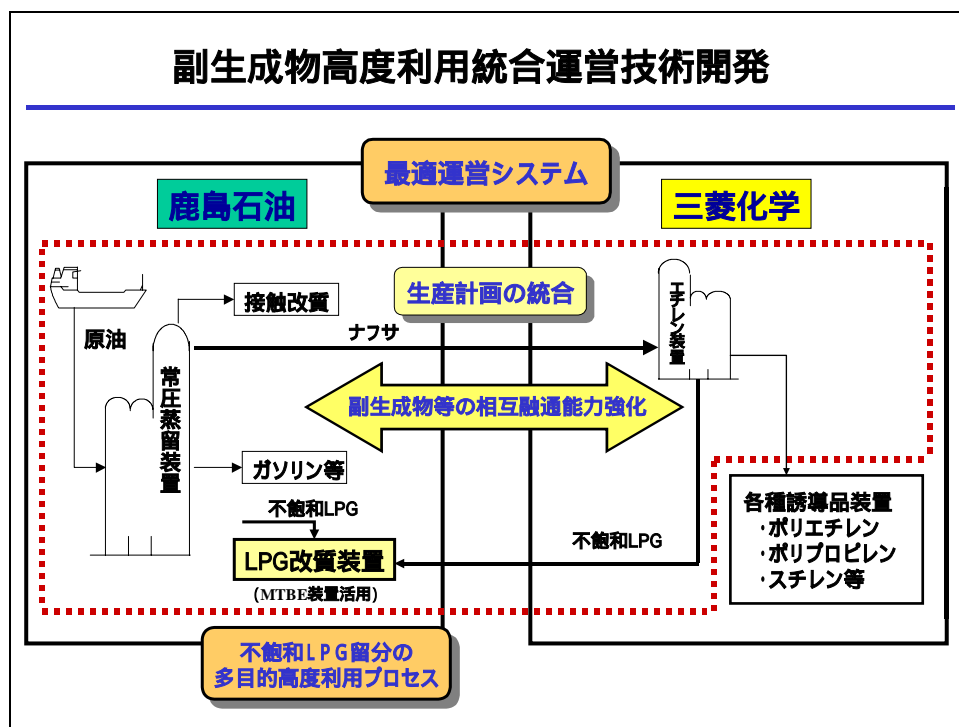 副生成物高度利用統合運営技術開発
最適運営システム
鹿島石油
三菱化学
生産計画の統合
接触改質
原油
ナフサ
エチレン装置
常圧蒸留装置
副生成物等の相互融通能力強化
ガソリン等
不飽和LPG
LPG改質装置
(MTBE装置活用)
不飽和LPG
各種誘導品装置
・ポリエチレン
・ポリプロピレン
・スチレン等
不飽和LPG留分の
多目的高度利用プロセス